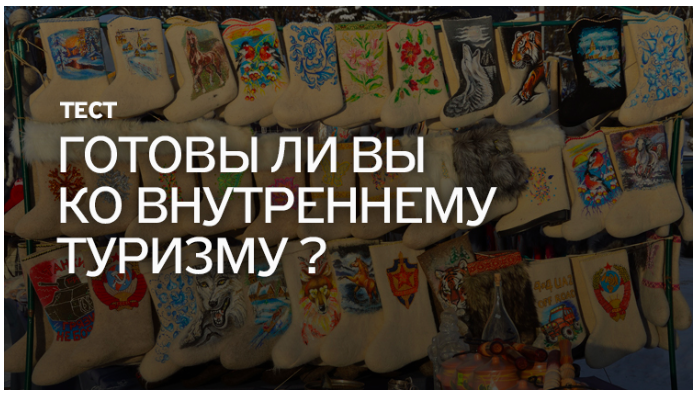 ТЕСТ
ГОТОВЫ ЛИ ВЫ
КО ВНУТРЕННЕМУ
ТУРИЗМУ ?